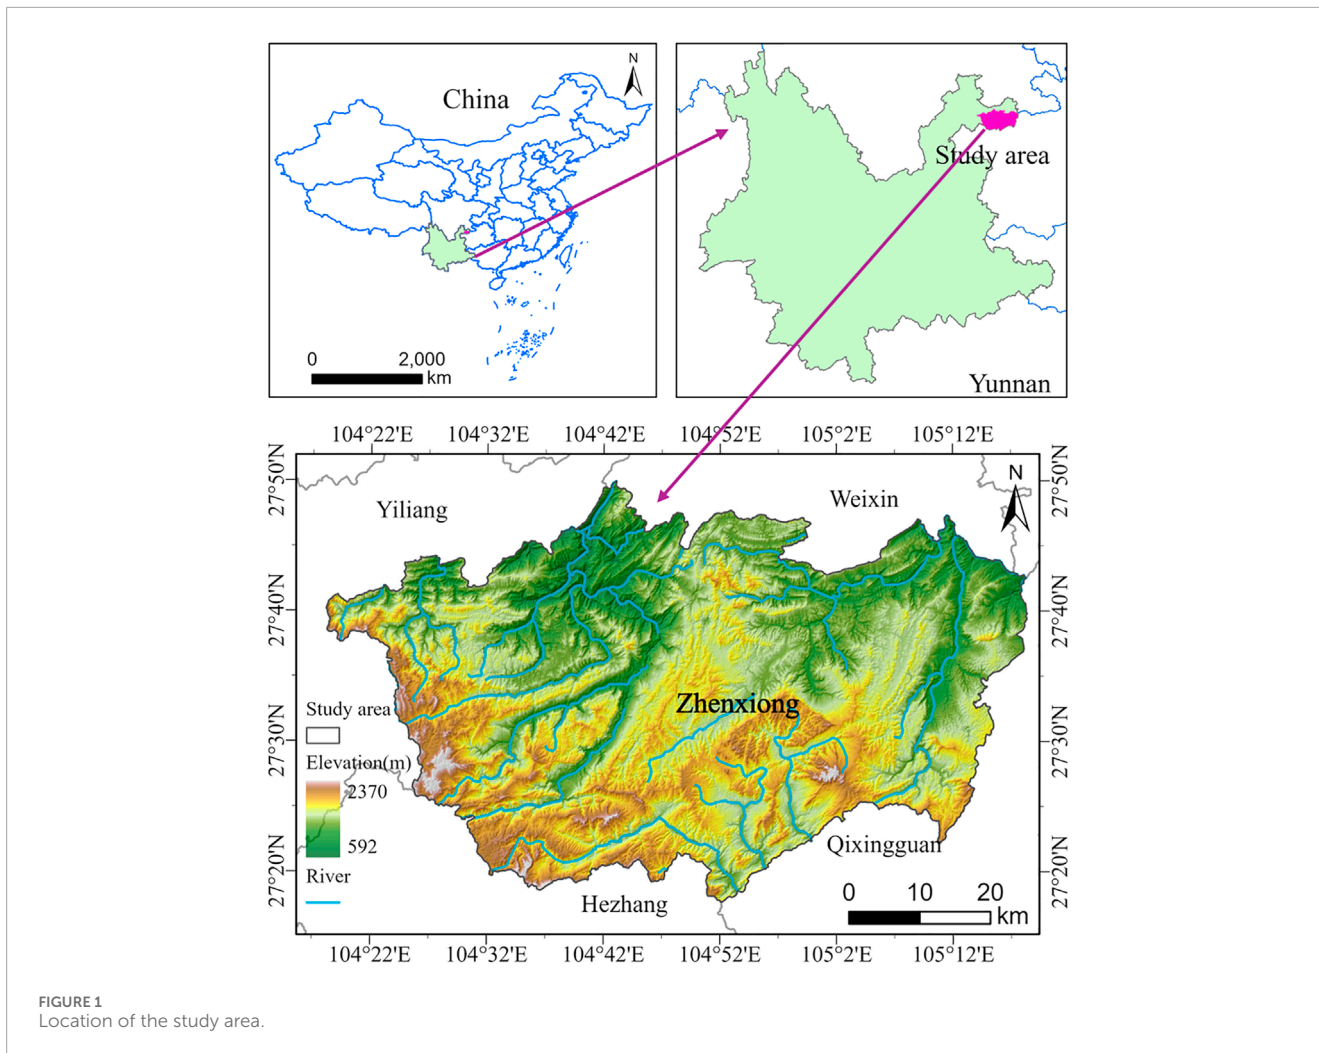 N
China
0 2,000
km
Study area
Yunnan
104°22'E 104°32'E 104°42'E 104°52'E 105°2'E 105°12'E
27°50'N 27°50'N
Yiliang
Weixin
N
27°40'N 27°40'N
Zhenxiong
Study area
27°30'N 27°30'N
Elevation(m)
2370
592
Qixingguan
River
27°20'N 27°20'N
Hezhang
0 10 20
km
104°22'E 104°32'E 104°42'E 104°52'E 105°2'E 105°12'E
FIGURE 1
Location of the study area.